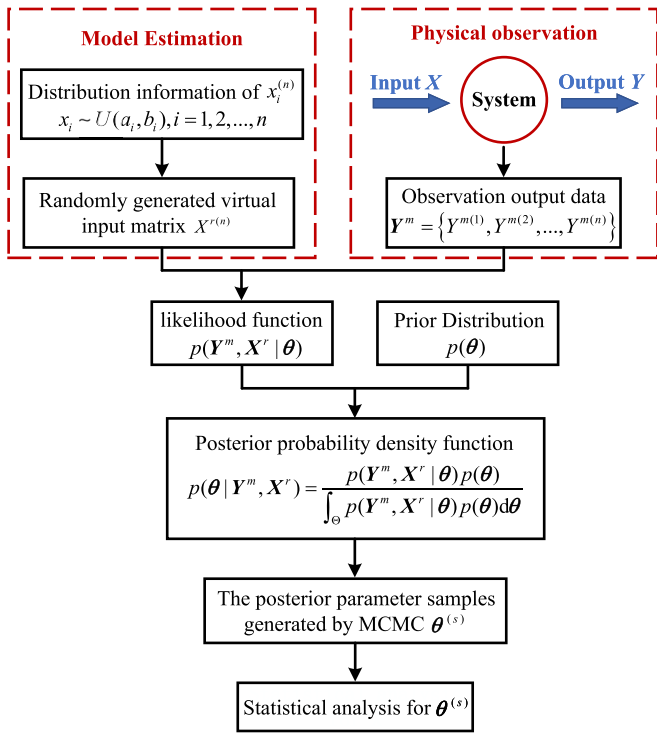 Model Estimation
Distribution information of x_i^{(n)}
x_i ~ U(a_i, b_i), i = 1, 2, ..., n
Randomly generated virtual
input matrix X^{r(n)}
Physical observation
Input X
System
Output Y
Observation output data
Y^m = {Y^{m(1)}, Y^{m(2)}, ..., Y^{m(n)}}
likelihood function
p(Y^m, X^r | θ)
Prior Distribution
p(θ)
Posterior probability density function
p(θ | Y^m, X^r) = \frac{p(Y^m, X^r | θ) p(θ)}{∫_Θ p(Y^m, X^r | θ) p(θ)dθ}
The posterior parameter samples
generated by MCMC θ^{(s)}
Statistical analysis for θ^{(s)}